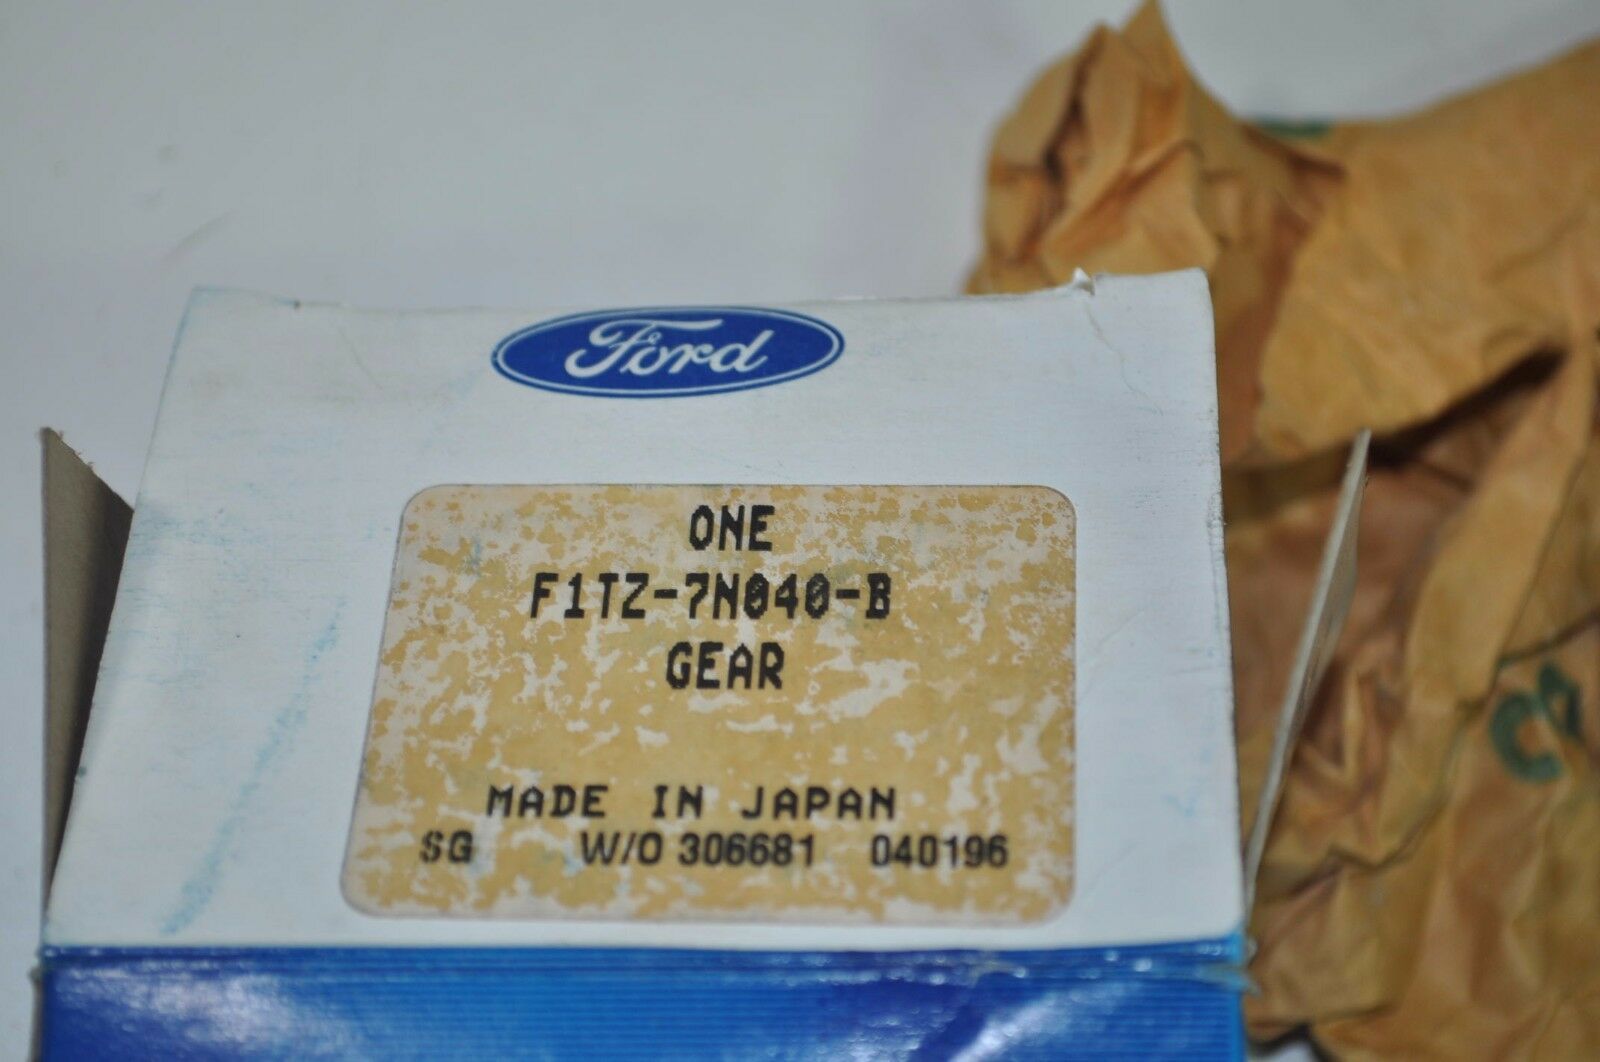 Ford
ONE
F1TZ-7N040-B
GEAR
MADE IN JAPAN
SG W/O 306681 040196